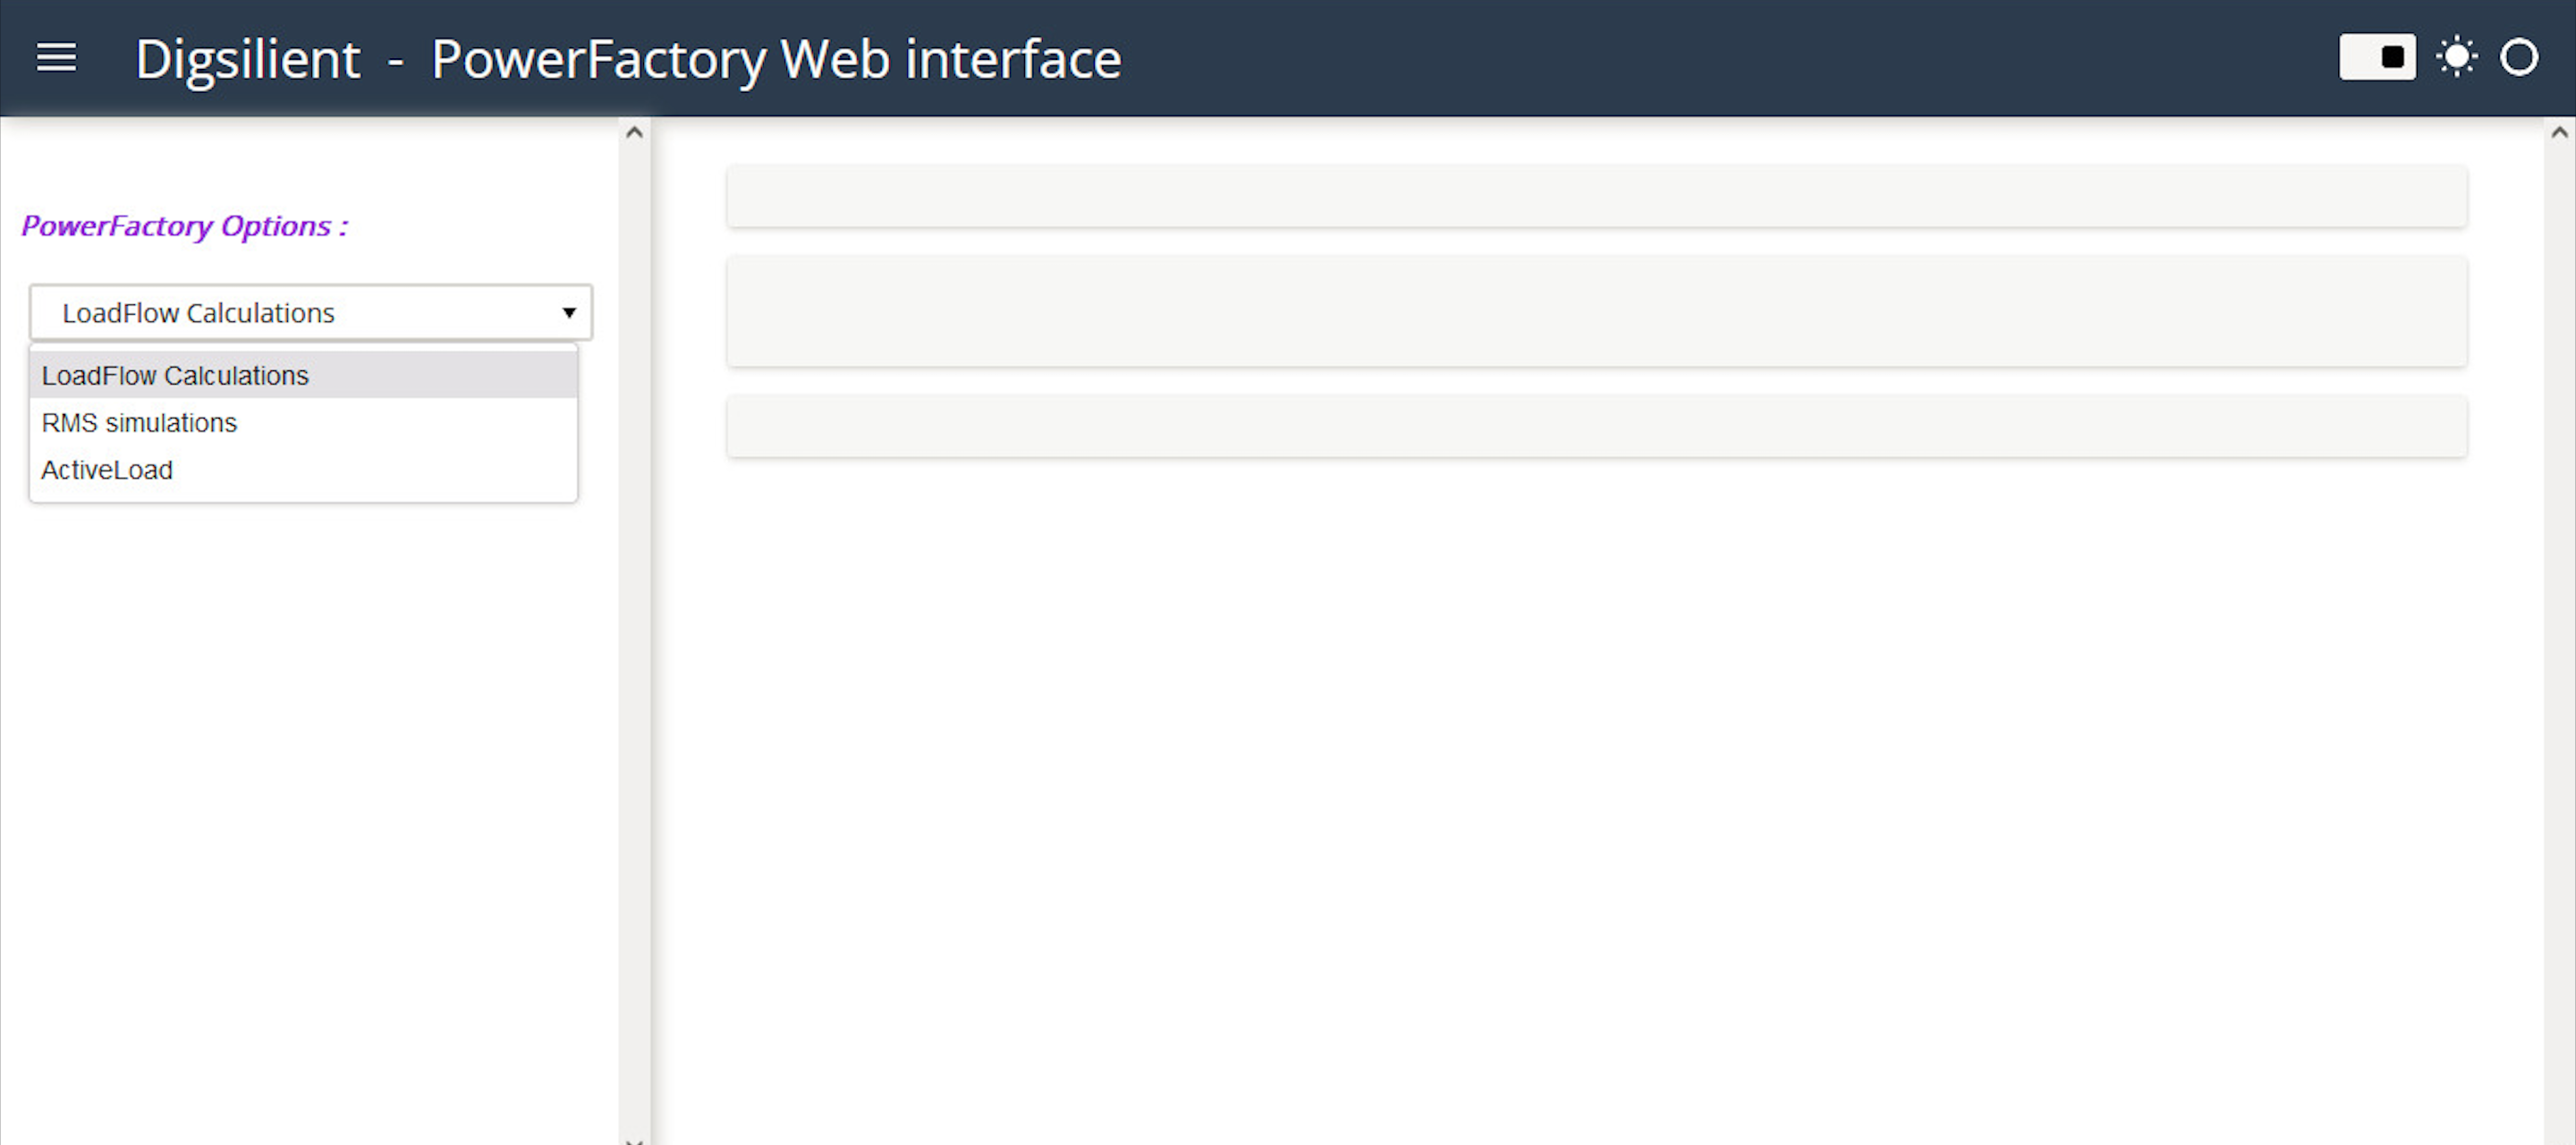 Digsilient - PowerFactory Web interface
PowerFactory Options :
LoadFlow Calculations
LoadFlow Calculations
RMS simulations
ActiveLoad